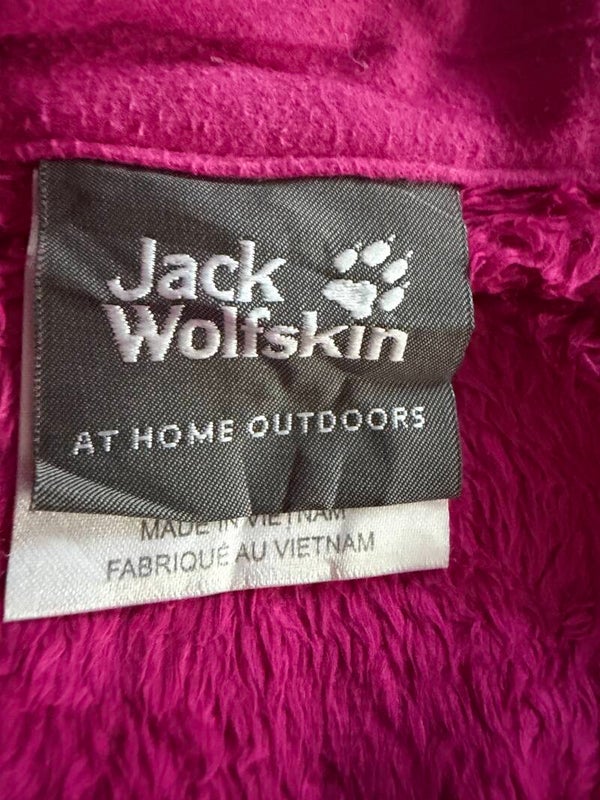 Jack
Wolfskin
AT HOME OUTDOORS
MADE IN VIETNAM
FABRIQUÉ AU VIETNAM